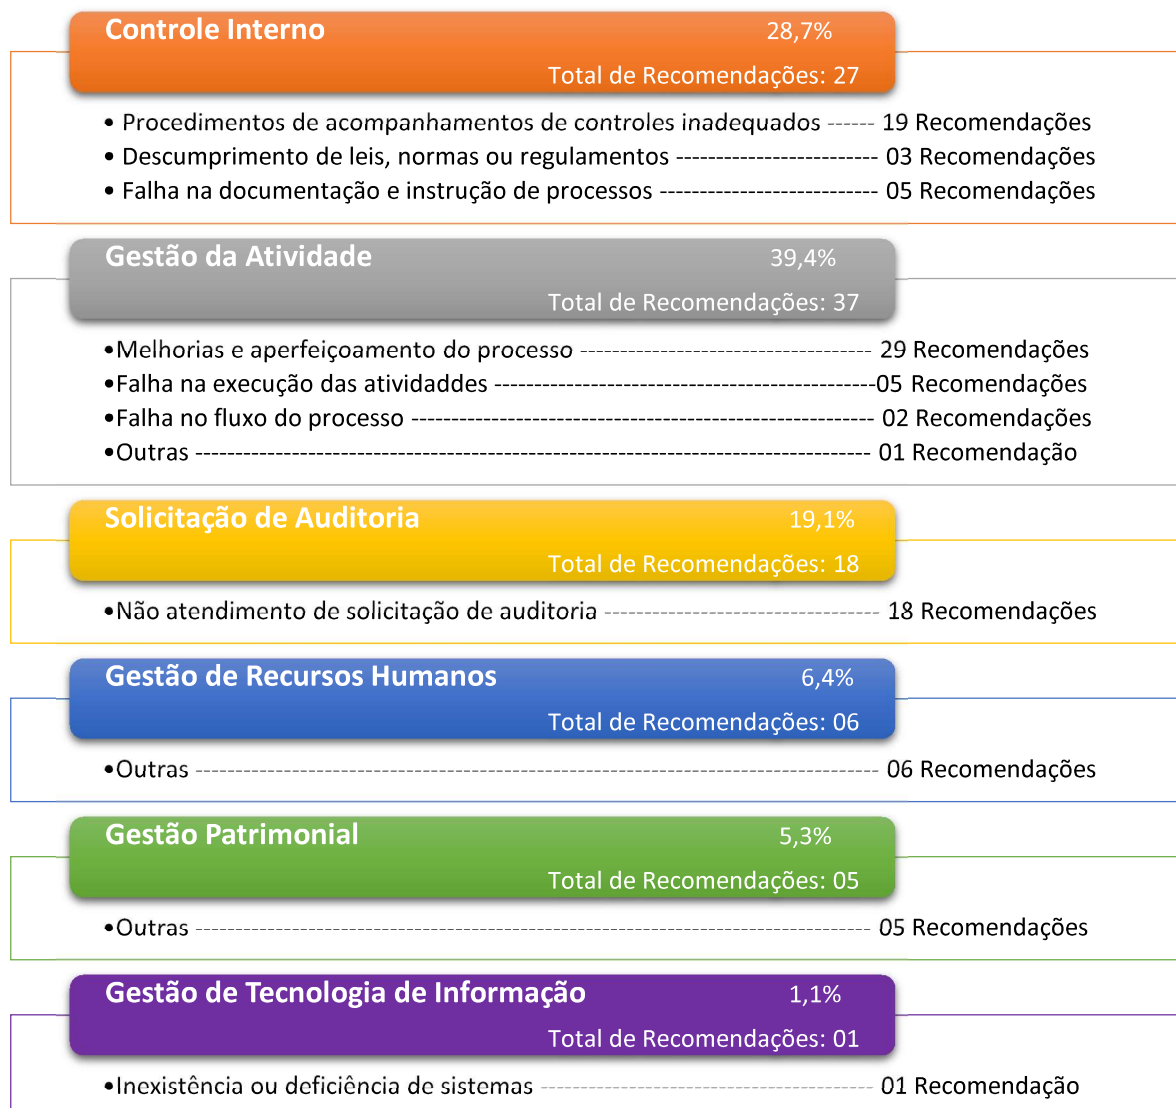 Controle Interno 28,7%
Total de Recomendações: 27
• Procedimentos de acompanhamentos de controles inadequados ------ 19 Recomendações
• Descumprimento de leis, normas ou regulamentos ------------------------- 03 Recomendações
• Falha na documentação e instrução de processos --------------------------- 05 Recomendações
Gestão da Atividade 39,4%
Total de Recomendações: 37
•Melhorias e aperfeiçoamento do processo ------------------------------------ 29 Recomendações
•Falha na execução das atividaddes -----------------------------------------------05 Recomendações
•Falha no fluxo do processo --------------------------------------------------------- 02 Recomendações
•Outras ----------------------------------------------------------------------------------- 01 Recomendação
Solicitação de Auditoria 19,1%
Total de Recomendações: 18
•Não atendimento de solicitação de auditoria ---------------------------------- 18 Recomendações
Gestão de Recursos Humanos 6,4%
Total de Recomendações: 06
•Outras ------------------------------------------------------------------------------------ 06 Recomendações
Gestão Patrimonial 5,3%
Total de Recomendações: 05
•Outras ----------------------------------------------------------------------------------- 05 Recomendações
Gestão de Tecnologia de Informação 1,1%
Total de Recomendações: 01
•Inexistência ou deficiência de sistemas ----------------------------------------- 01 Recomendação